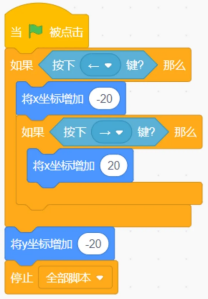 当 被点击
如果 按下 ← 键? 那么
将x坐标增加 -20
如果 按下 → 键? 那么
将x坐标增加 20
将y坐标增加 -20
停止 全部脚本